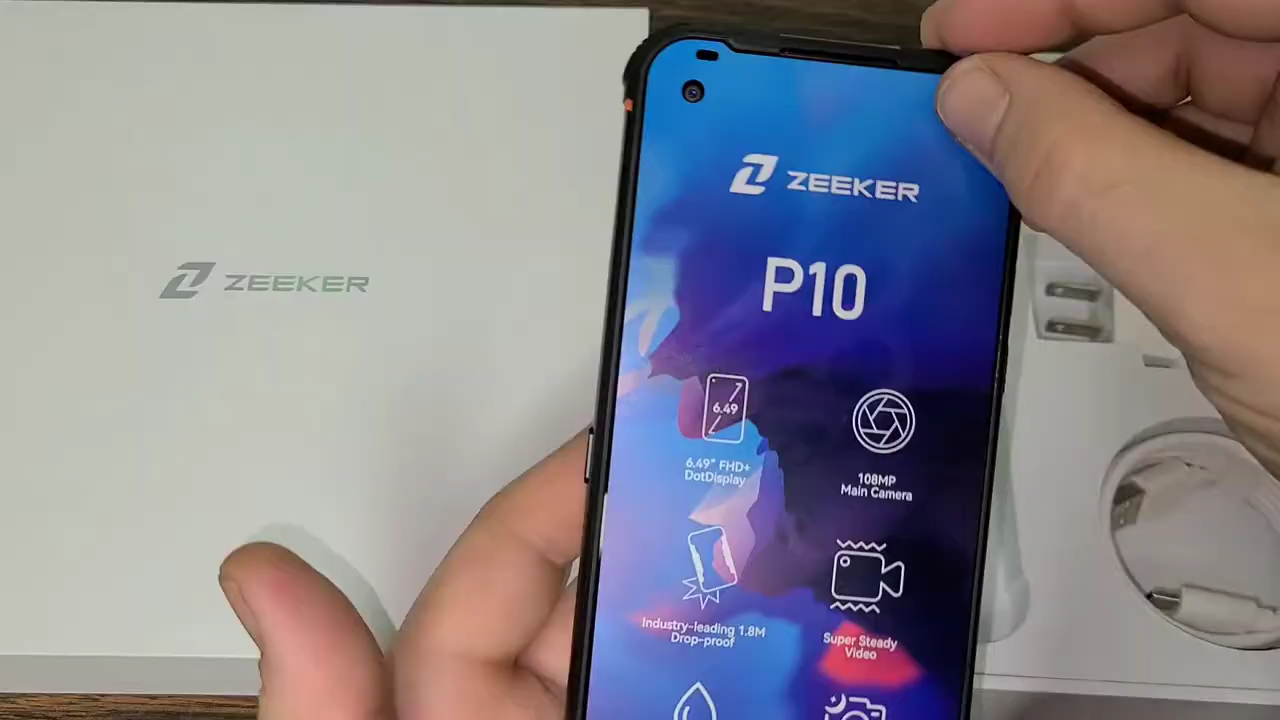 ZEEKER
ZEEKER
P10
6.49
6.49" FHD+
DotDisplay
108MP
Main Camera
Industry-leading 1.8M
Drop-proof
Super Steady
Video